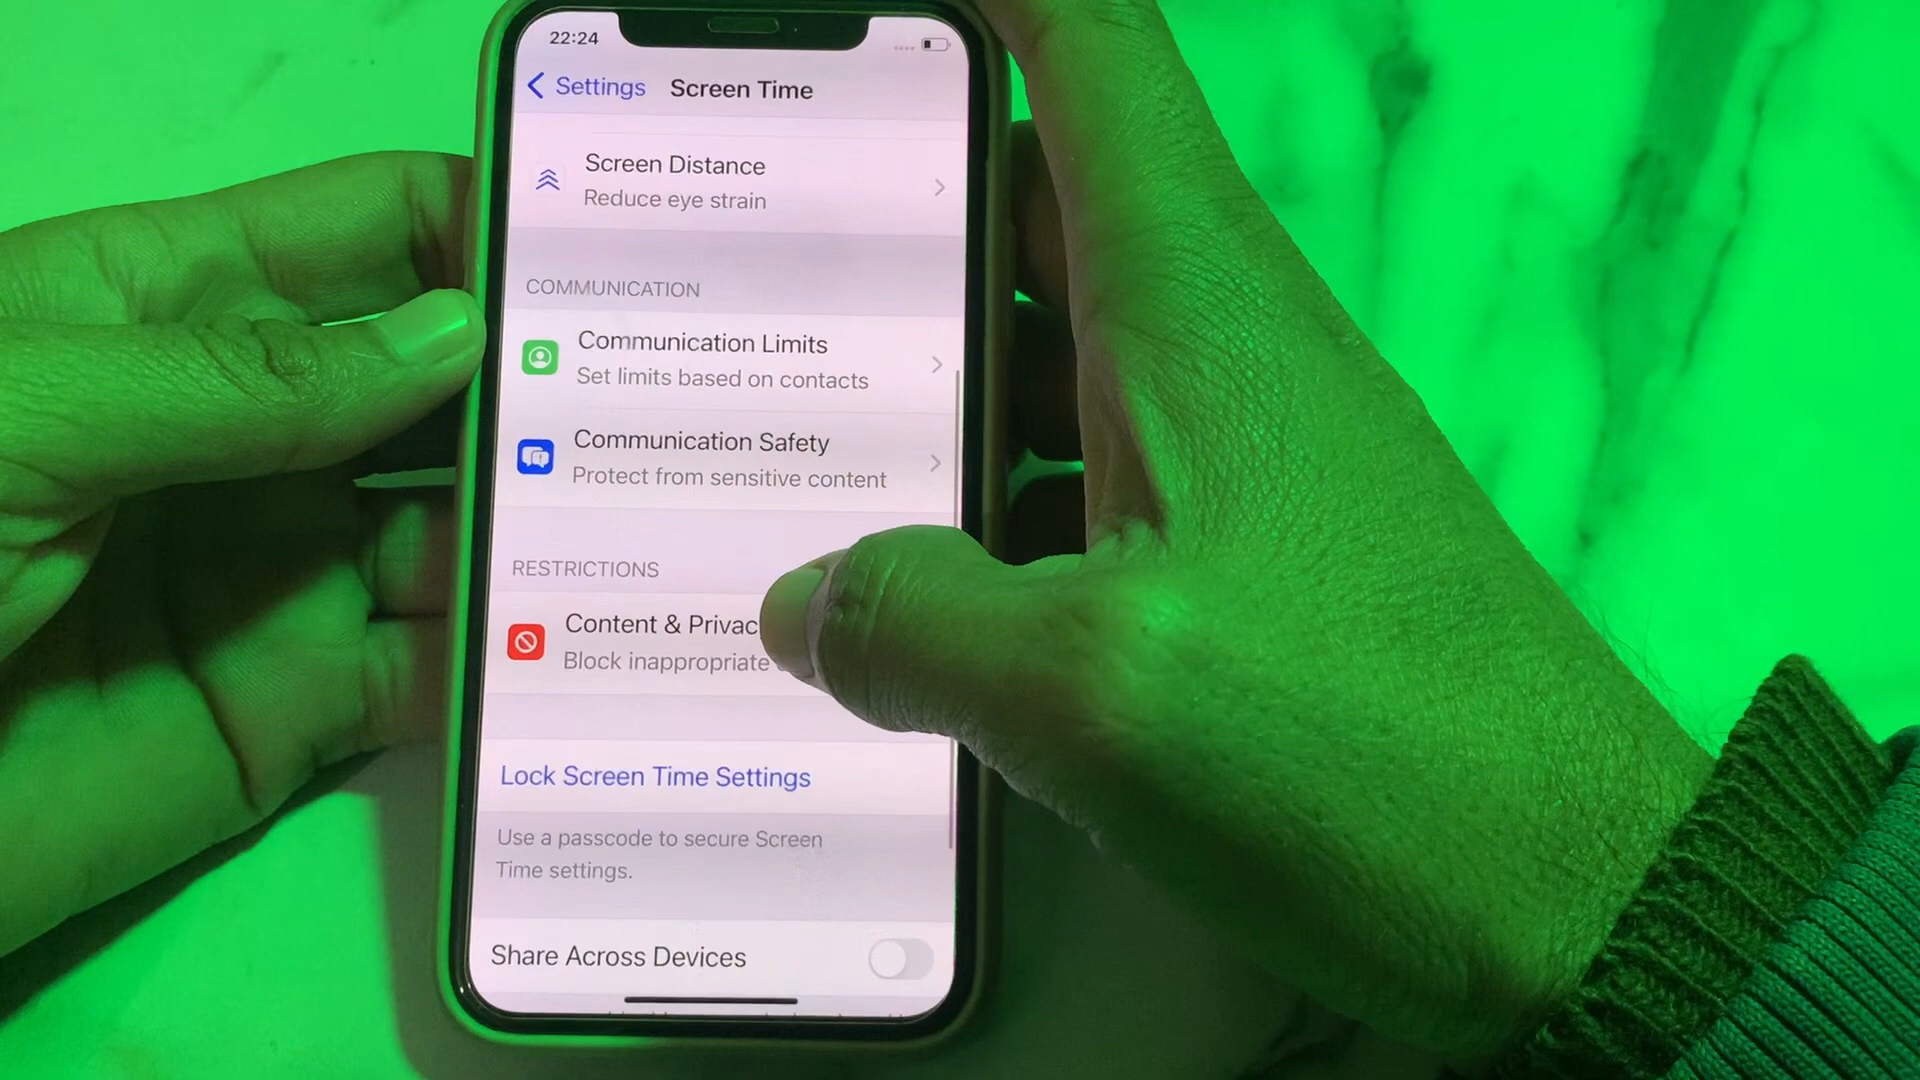 22:24
Settings Screen Time
Screen Distance
Reduce eye strain
COMMUNICATION
Communication Limits
Set limits based on contacts
Communication Safety
Protect from sensitive content
RESTRICTIONS
Content & Privac
Block inappropriate
Lock Screen Time Settings
Use a passcode to secure Screen
Time settings.
Share Across Devices